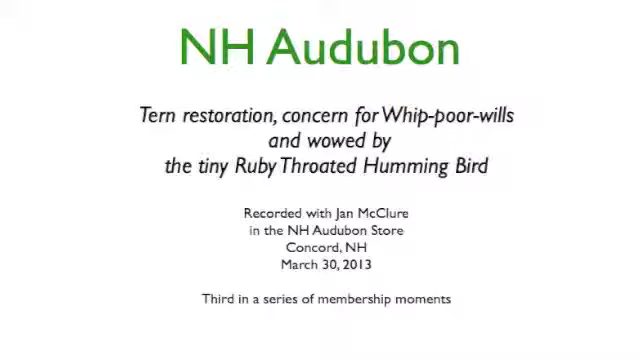 NH Audubon
Tern restoration, concern for Whip-poor-wills
and wowed by
the tiny Ruby Throated Humming Bird
Recorded with Jan McClure
in the NH Audubon Store
Concord, NH
March 30, 2013
Third in a series of membership moments